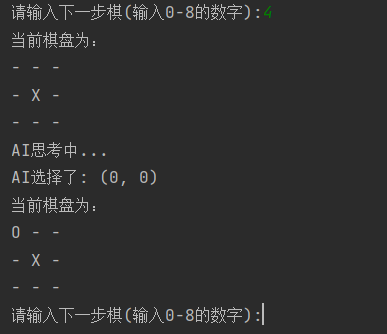 请输入下一步棋(输入0-8的数字):4
当前棋盘为:
- - -
- X -
- - -
AI思考中...
AI选择了: (0, 0)
当前棋盘为:
O - -
- X -
- - -
请输入下一步棋(输入0-8的数字):